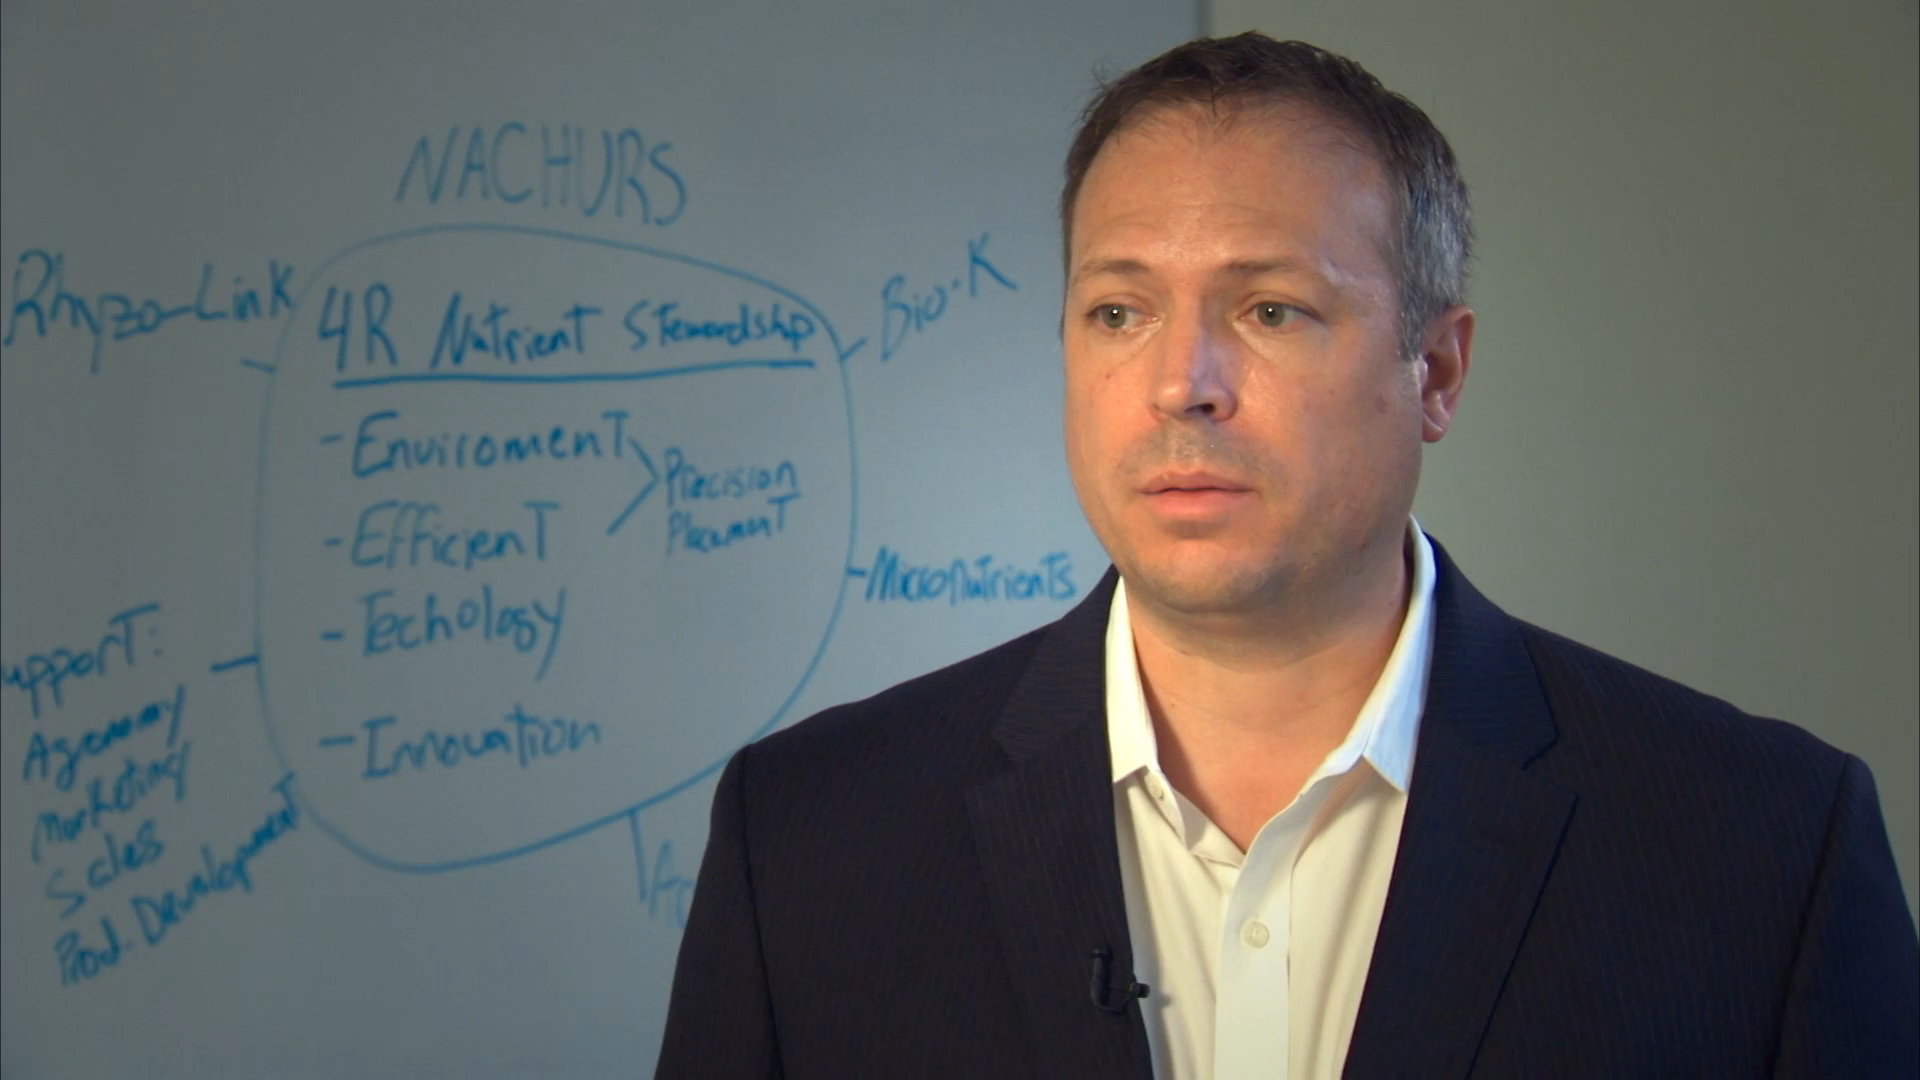 NACHURS
Rhyzo-Link
Bio-K
4R Nutrient Stewardship
- Enviroment
Precision
Placement
- Efficient
- Techology
- Innovation
- Micronutrients
upport:
Agronomy
Marketing
Sales
Prod. Development